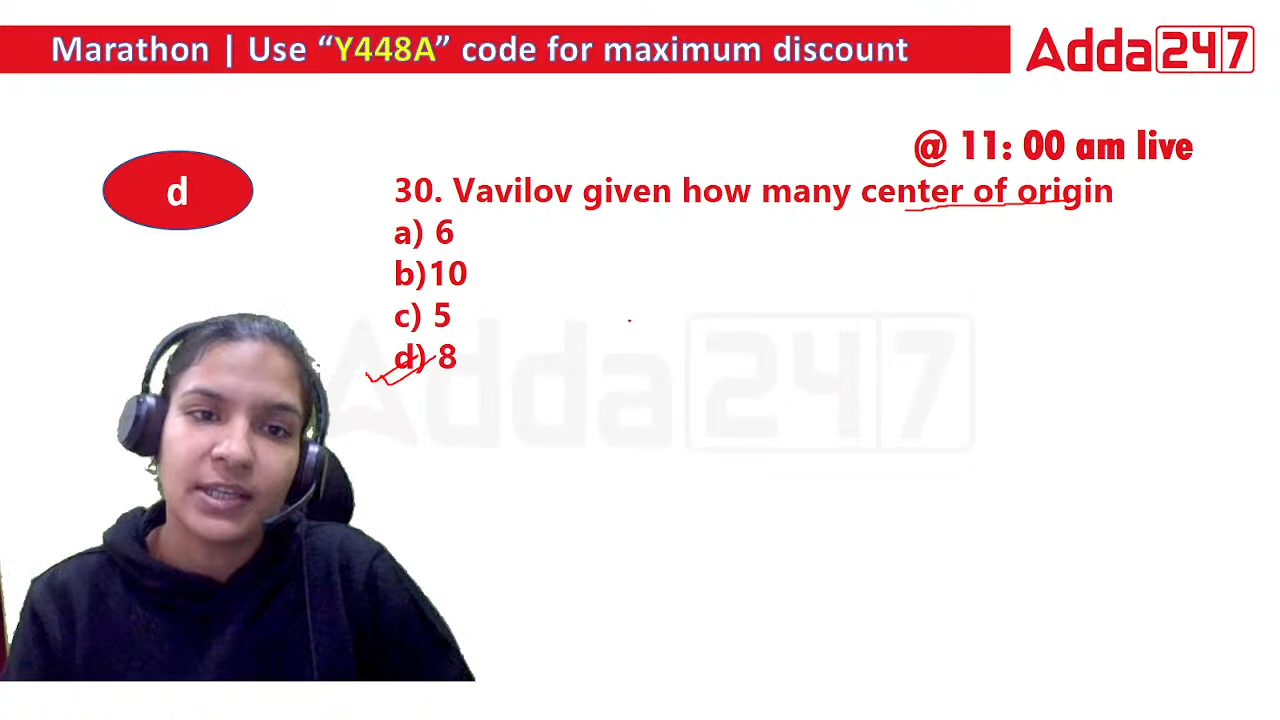 Marathon | Use “Y448A” code for maximum discount
Adda247
@ 11: 00 am live
d
30. Vavilov given how many center of origin
a) 6
b)10
c) 5
d) 8
Adda247